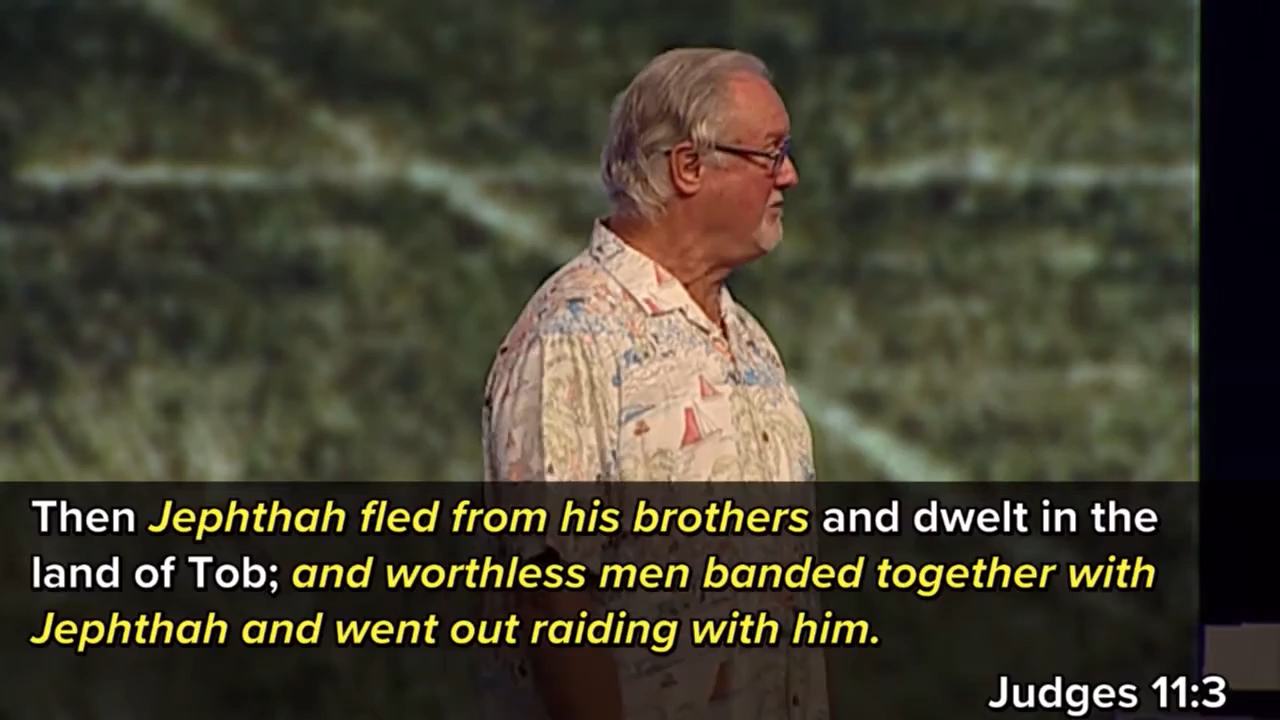 Then Jephthah fled from his brothers and dwelt in the
land of Tob; and worthless men banded together with
Jephthah and went out raiding with him.
Judges 11:3